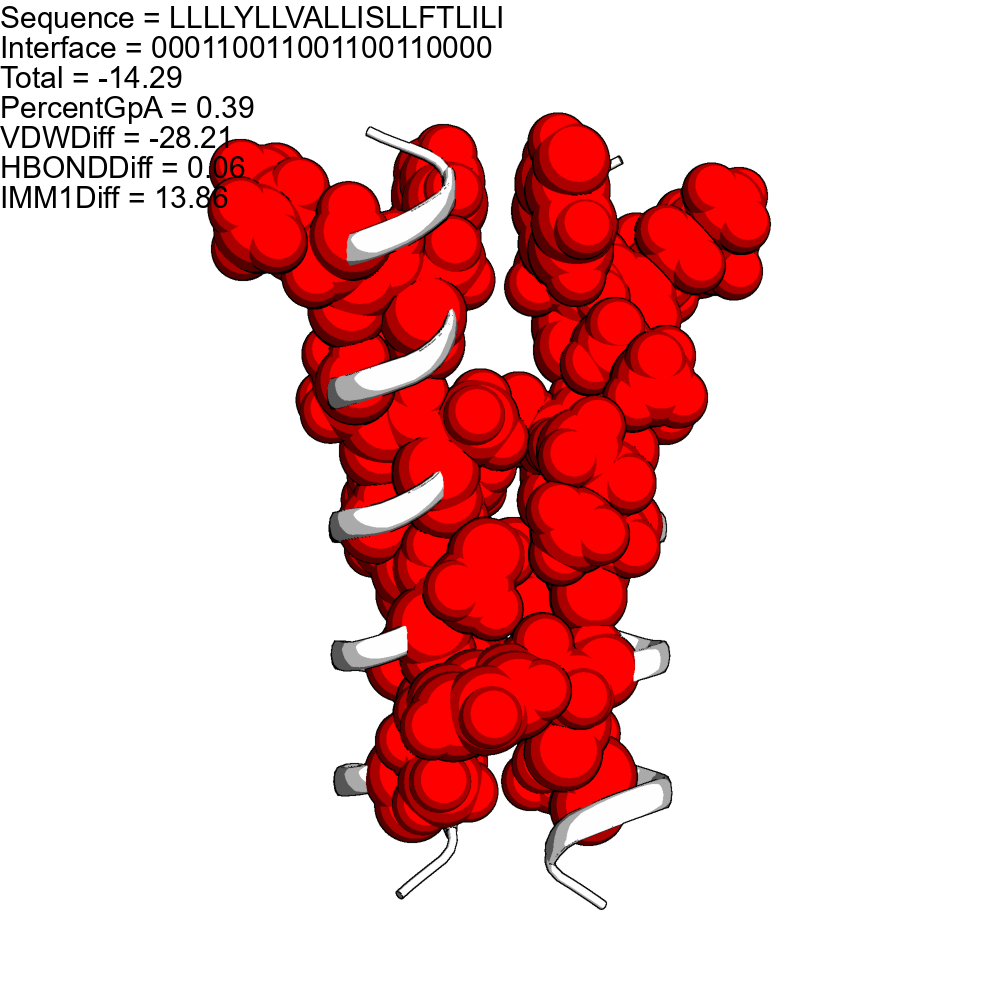 Sequence = LLLLYLLVALLISLLFTLILI
Interface = 000110011001100110000
Total = -14.29
PercentGpA = 0.39
VDWDiff = -28.21
HBONDDiff = 0.06
IMM1Diff = 13.86